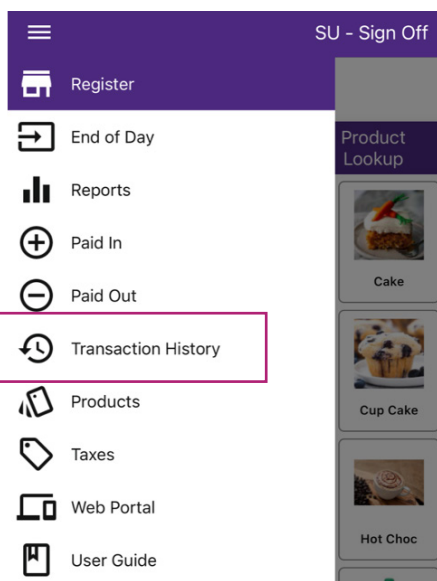 SU - Sign Off
Register
End of Day
Reports
Paid In
Paid Out
Transaction History
Products
Taxes
Web Portal
User Guide
Product
Lookup
Cake
Cup Cake
Hot Choc